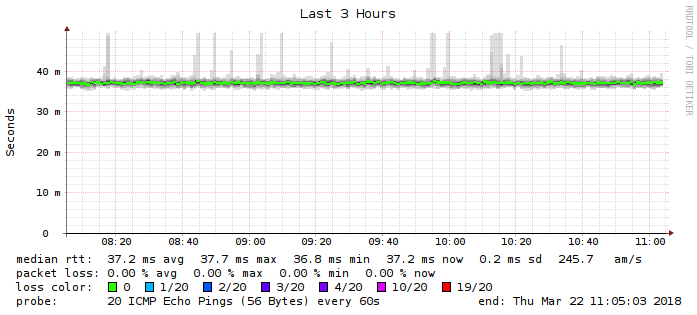 Last 3 Hours
RRDTOOL / TOBI OETIKER
Seconds
40 m
30 m
20 m
10 m
0
08:20 08:40 09:00 09:20 09:40 10:00 10:20 10:40 11:00
median rtt: 37.2 ms avg 37.7 ms max 36.8 ms min 37.2 ms now 0.2 ms sd 245.7 am/s
packet loss: 0.00 % avg 0.00 % max 0.00 % min 0.00 % now
loss color: 0 1/20 2/20 3/20 4/20 10/20 19/20
probe: 20 ICMP Echo Pings (56 Bytes) every 60s end: Thu Mar 22 11:05:03 2018